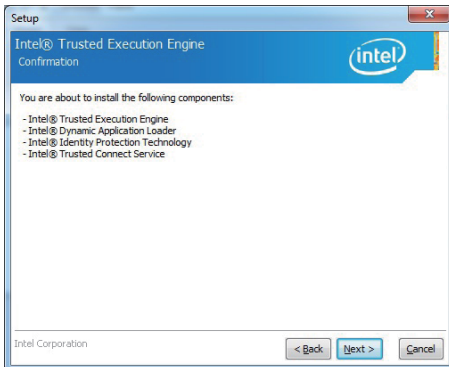 Setup
Intel® Trusted Execution Engine
Confirmation
intel
You are about to install the following components:
- Intel® Trusted Execution Engine
- Intel® Dynamic Application Loader
- Intel® Identity Protection Technology
- Intel® Trusted Connect Service
Intel Corporation
< Back
Next >
Cancel